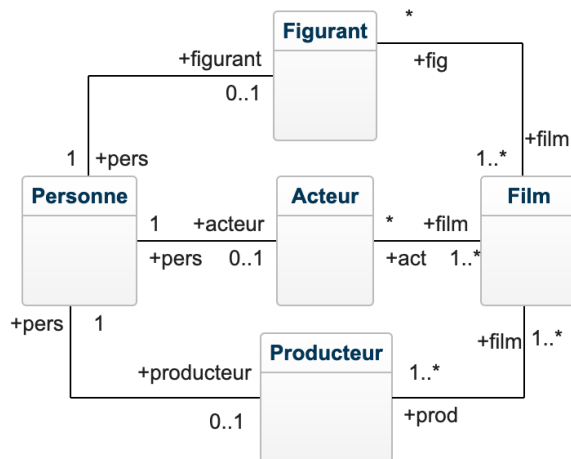 *
Figurant
+figurant
+fig
0..1
+film
1 +pers
1..*
Personne
Acteur
Film
1 +acteur
* +film
+pers 0..1
+act 1..*
+pers 1
Producteur
+film 1..*
+producteur
1..*
0..1
+prod